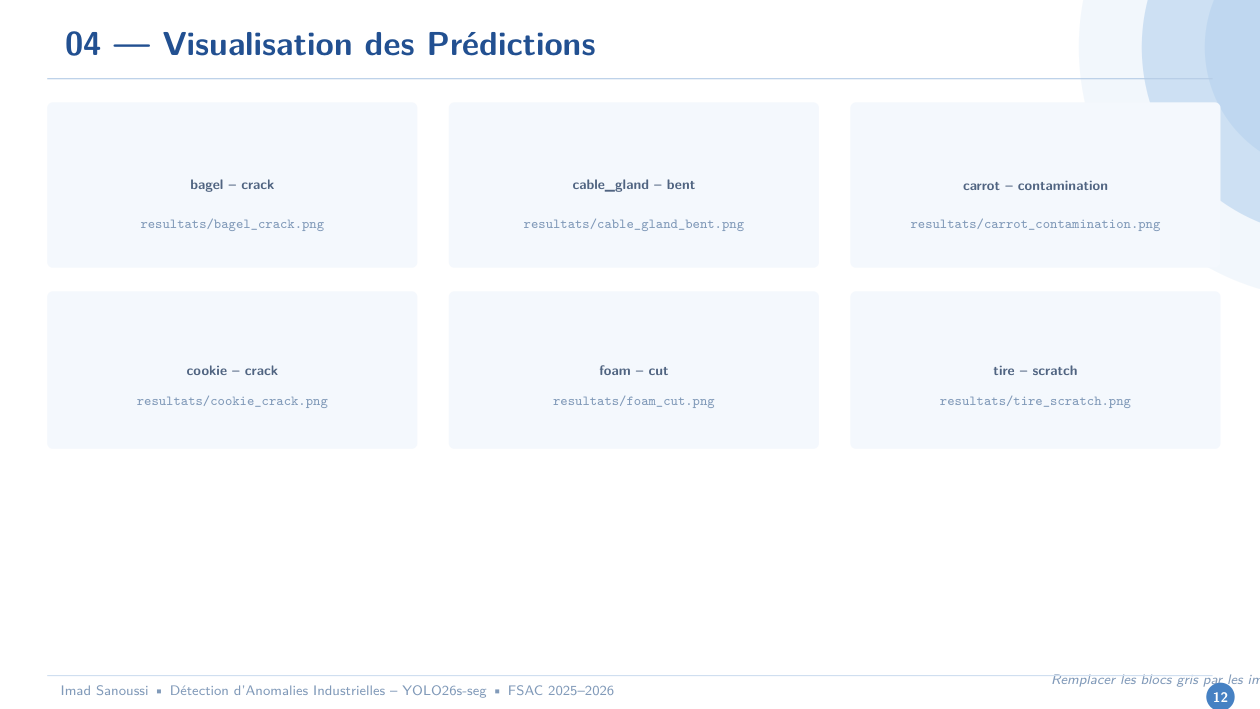 04 — Visualisation des Prédictions
bagel – crack
resultats/bagel_crack.png
cable_gland – bent
resultats/cable_gland_bent.png
carrot – contamination
resultats/carrot_contamination.png
cookie – crack
resultats/cookie_crack.png
foam – cut
resultats/foam_cut.png
tire – scratch
resultats/tire_scratch.png
Remplacer les blocs gris par les im
Imad Sanoussi ▪ Détection d'Anomalies Industrielles – YOLO26s-seg ▪ FSAC 2025–2026
12